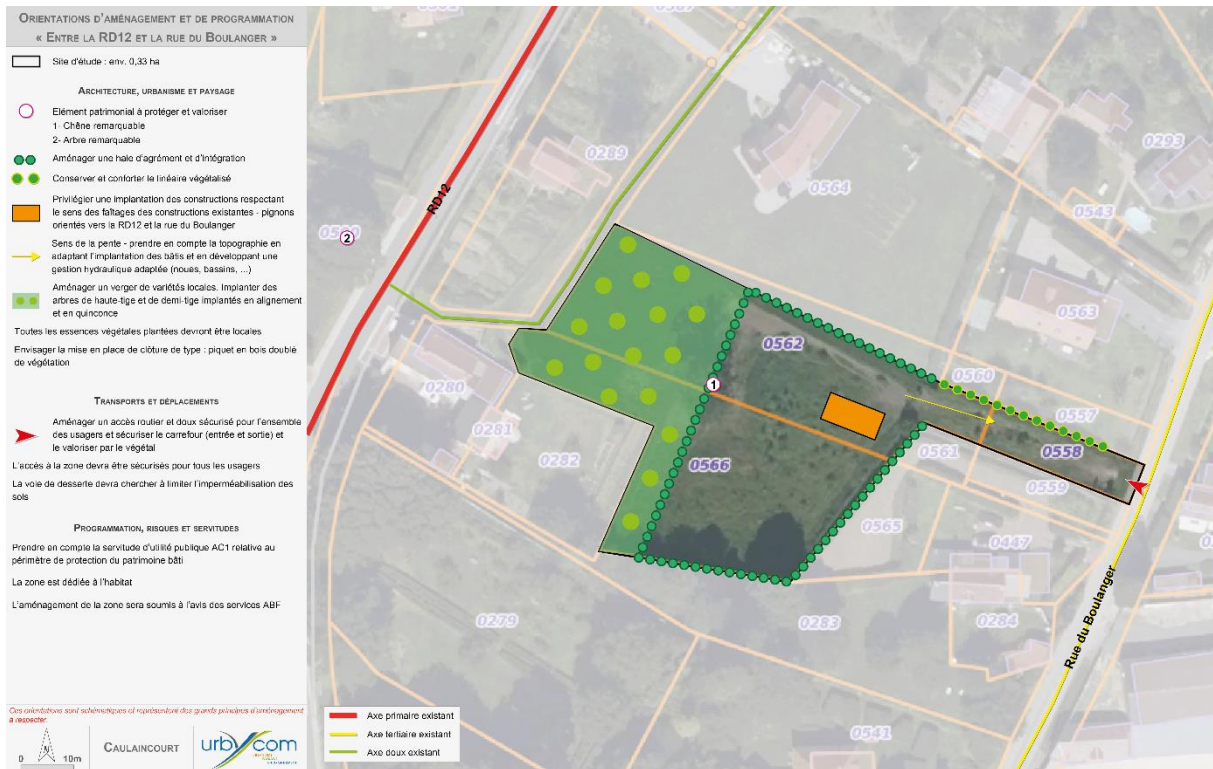 ORIENTATIONS D'AMÉNAGEMENT ET DE PROGRAMMATION
« ENTRE LA RD12 ET LA RUE DU BOULANGER »
Site d'étude : env. 0,33 ha
ARCHITECTURE, URBANISME ET PAYSAGE
Elément patrimonial à protéger et valoriser
1- Chêne remarquable
2- Arbre remarquable
Aménager une haie d'agrément et d'intégration
Conserver et conforter le linéaire végétalisé
Privilégier une implantation des constructions respectant
le sens des faîtages des constructions existantes - pignons
orientés vers la RD12 et la rue du Boulanger
Sens de la pente - prendre en compte la topographie en
adaptant l'implantation des bâtis et en développant une
gestion hydraulique adaptée (noues, bassins, ...)
Aménager un verger de variétés locales. Implanter des
arbres de haute-tige et de demi-tige implantés en alignement
et en quinconce
Toutes les essences végétales plantées devront être locales
Envisager la mise en place de clôture de type : piquet en bois doublé
de végétation
TRANSPORTS ET DÉPLACEMENTS
Aménager un accès routier et doux sécurisé pour l'ensemble
des usagers et sécuriser le carrefour (entrée et sortie) et
le valoriser par le végétal
L'accès à la zone devra être sécurisés pour tous les usagers
La voie de desserte devra chercher à limiter l'imperméabilisation des
sols
PROGRAMMATION, RISQUES ET SERVITUDES
Prendre en compte la servitude d'utilité publique AC1 relative au
périmètre de protection du patrimoine bâti
La zone est dédiée à l'habitat
L'aménagement de la zone sera soumis à l'avis des services ABF
Ces orientations sont schématiques et représentent des grands principes d'aménagement
à respecter.
0 10m
CAULAINCOURT
urbycom
RD12
2
0289
0564
0293
0543
0563
0562
0560
0557
1
0280
0281
0282
0566
0561
0558
0559
0565
0447
0279
0283
0284
0541
Rue du Boulanger
Axe primaire existant
Axe tertiaire existant
Axe doux existant